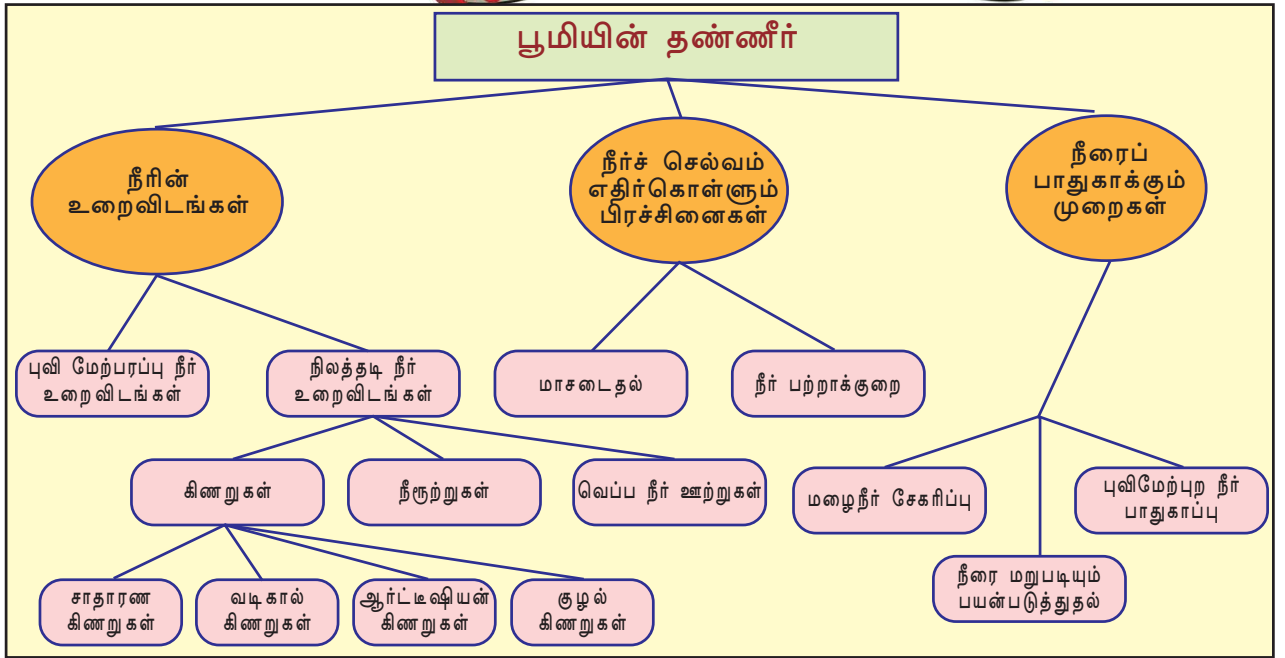 பூமியின் தண்ணீர்
நீரின்
உறைவிடங்கள்
நீர்ச் செல்வம்
எதிர்கொள்ளும்
பிரச்சினைகள்
நீரைப்
பாதுகாக்கும்
முறைகள்
புவி மேற்பரப்பு நீர்
உறைவிடங்கள்
நிலத்தடி நீர்
உறைவிடங்கள்
மாசடைதல்
நீர் பற்றாக்குறை
கிணறுகள்
நீரூற்றுகள்
வெப்ப நீர் ஊற்றுகள்
மழைநீர் சேகரிப்பு
புவிமேற்புற நீர்
பாதுகாப்பு
நீரை மறுபடியும்
பயன்படுத்துதல்
சாதாரண
கிணறுகள்
வடிகால்
கிணறுகள்
ஆர்ட்டீஷியன்
கிணறுகள்
குழல்
கிணறுகள்